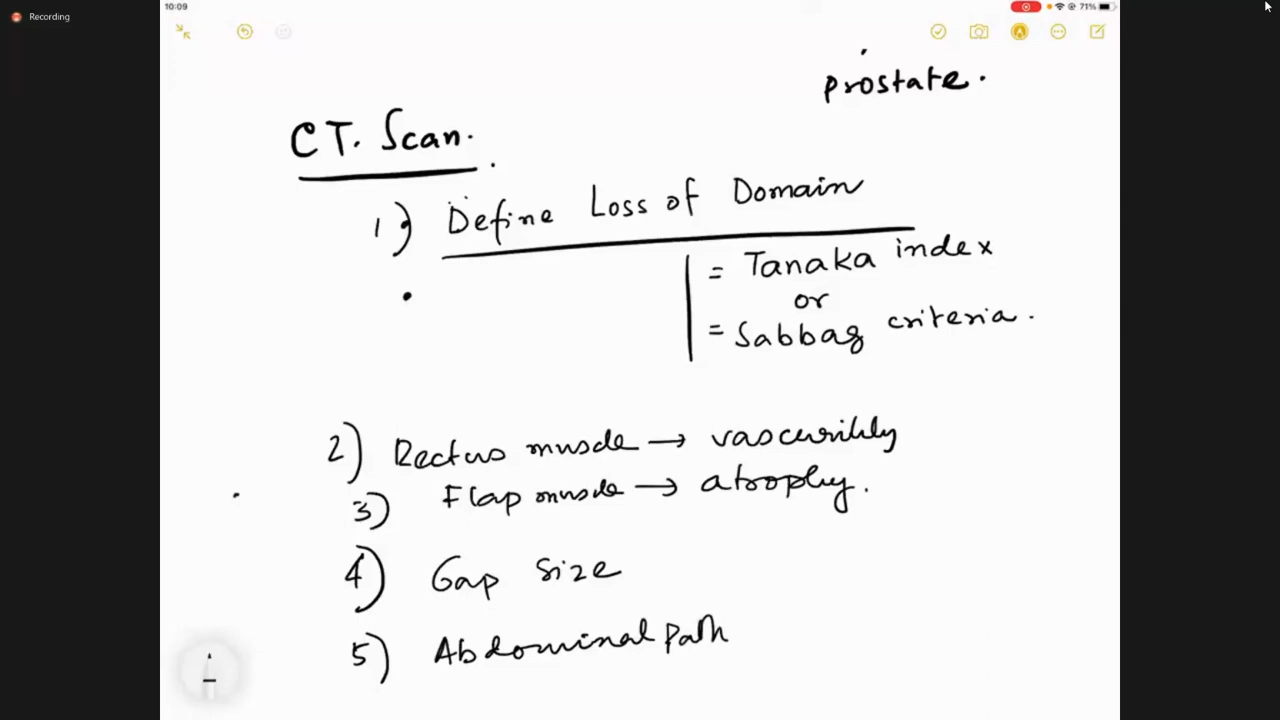 10:09
71%
Recording
prostate.
CT. Scan.
1) Define Loss of Domain
= Tanaka index
or
= Sabbag criteria.
2) Rectus muscle → vascurility
3) Flap muscle → atrophy.
4) Gap size
5) Abdominal path